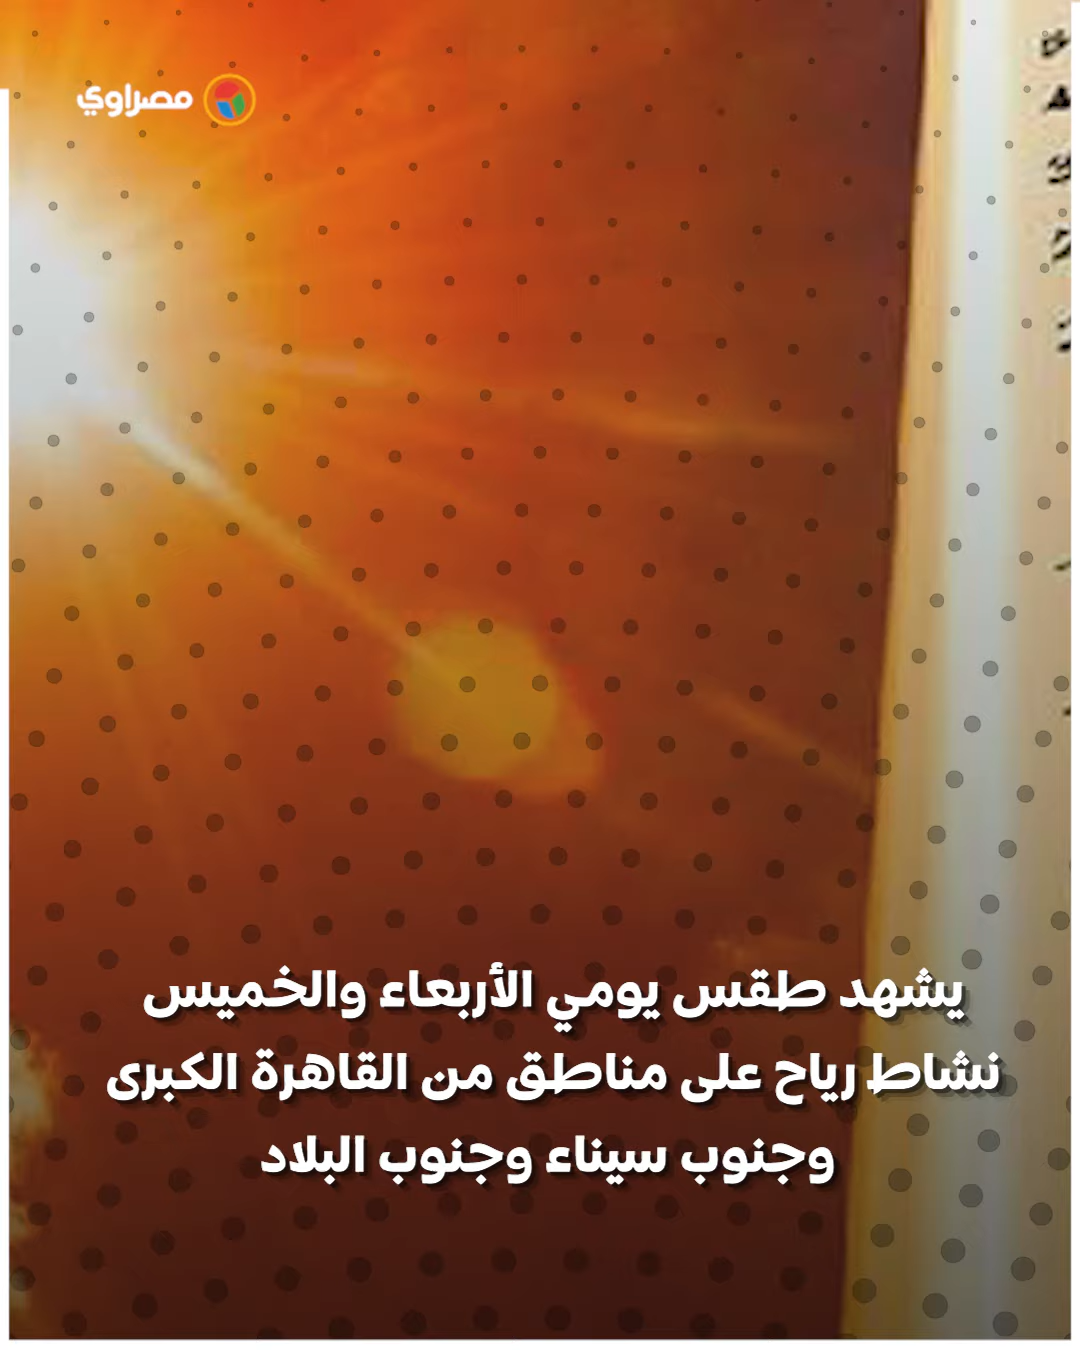 مصراوي
يشهد طقس يومي الأربعاء والخميس
نشاط رياح على مناطق من القاهرة الكبرى
وجنوب سيناء وجنوب البلاد